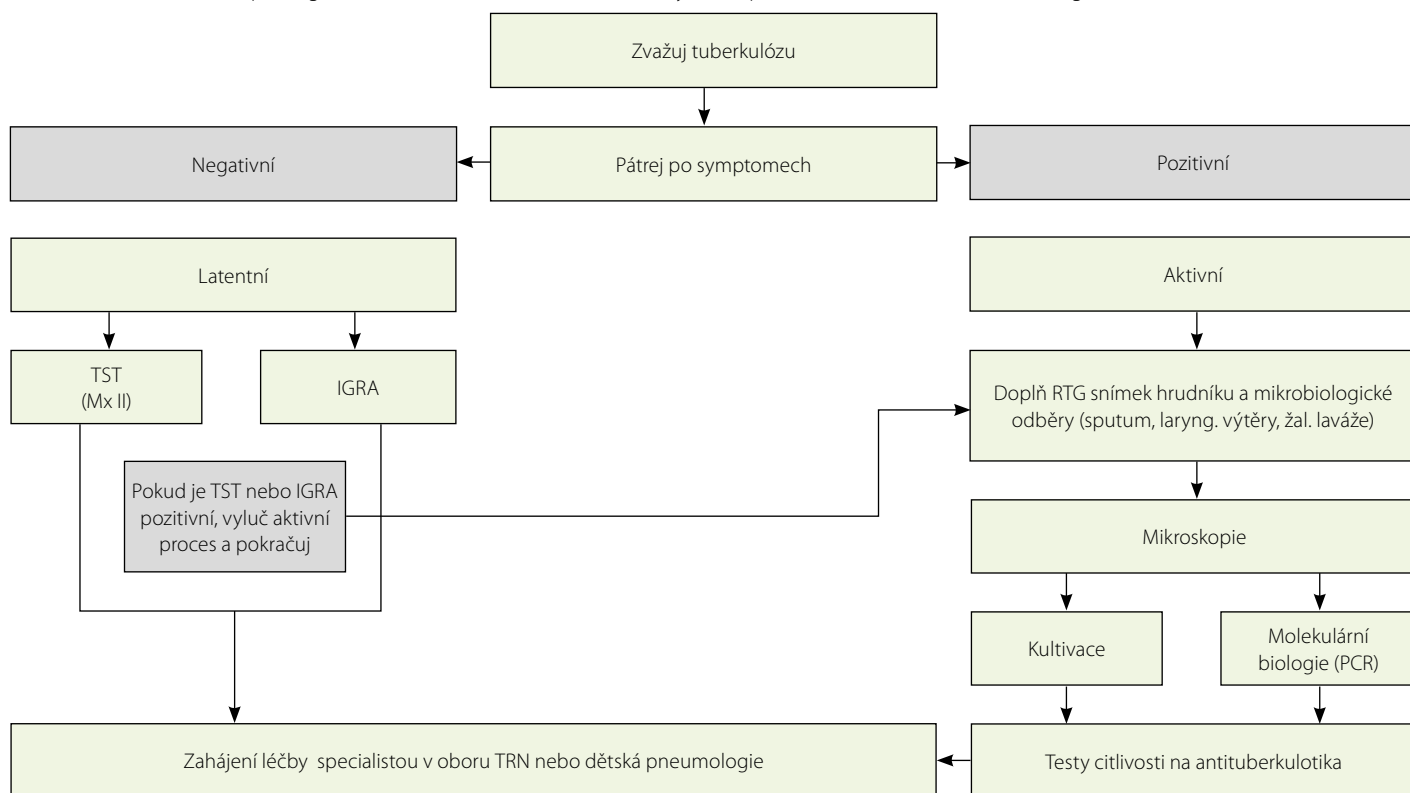 Zvažuj tuberkulózu
Negativní
Pátrej po symptomech
Pozitivní
Latentní
Aktivní
TST
(Mx II)
IGRA
Doplň RTG snímek hrudníku a mikrobiologické
odběry (sputum, laryng. výtěry, žal. laváže)
Pokud je TST nebo IGRA
pozitivní, vyluč aktivní
proces a pokračuj
Mikroskopie
Kultivace
Molekulární
biologie (PCR)
Zahájení léčby specialistou v oboru TRN nebo dětská pneumologie
Testy citlivosti na antituberkulotika